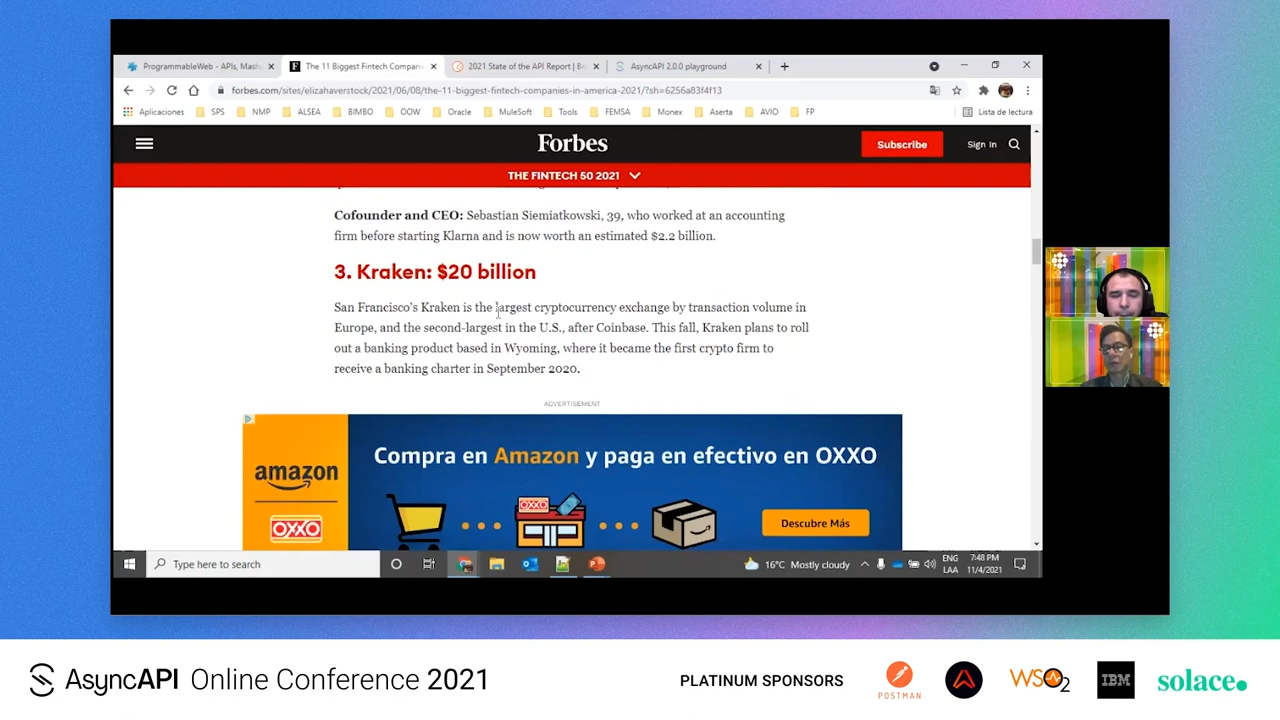 ProgrammableWeb - APIs, Mash
The 11 Biggest Fintech Compani
2021 State of the API Report | B
AsyncAPI 2.0.0 playground
forbes.com/sites/elizahaverstock/2021/06/08/the-11-biggest-fintech-companies-in-america-2021/?sh=6256a83f4f13
Aplicaciones SPS NMP ALSEA BIMBO OOW Oracle MuleSoft Tools FEMSA Monex Aserta AVIO FP Lista de lectura
Forbes
Subscribe
Sign In
THE FINTECH 50 2021
Cofounder and CEO: Sebastian Siemiatkowski, 39, who worked at an accounting
firm before starting Klarna and is now worth an estimated $2.2 billion.
3. Kraken: $20 billion
San Francisco's Kraken is the largest cryptocurrency exchange by transaction volume in
Europe, and the second-largest in the U.S., after Coinbase. This fall, Kraken plans to roll
out a banking product based in Wyoming, where it became the first crypto firm to
receive a banking charter in September 2020.
ADVERTISEMENT
amazon
OXXO
Compra en Amazon y paga en efectivo en OXXO
OXXO
Descubre Más
Type here to search
16°C Mostly cloudy
ENG
LAA
7:48 PM
11/4/2021
AsyncAPI Online Conference 2021
PLATINUM SPONSORS
POSTMAN
WSO2
IBM
solace.